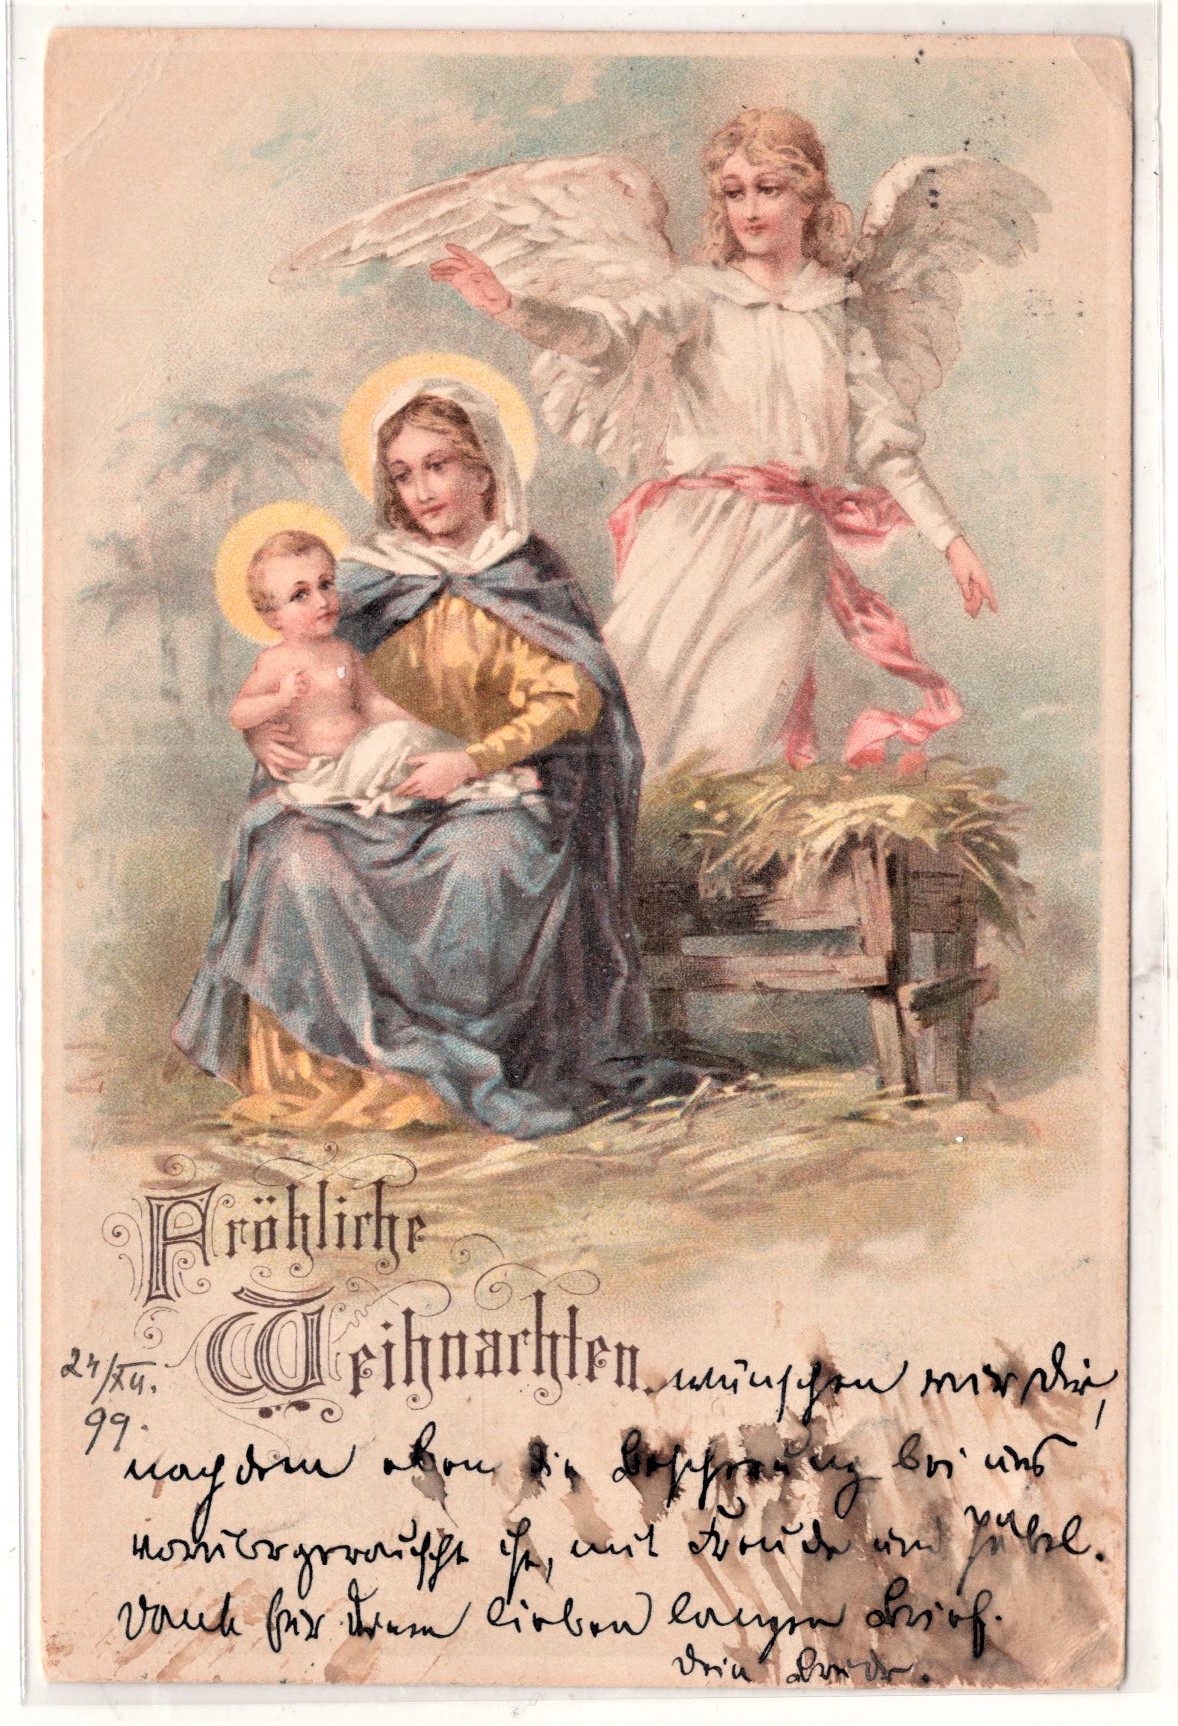 Fröhliche
Weihnachten.
24/XII.
99.
wünschen wir Dir,
nachdem eben die Bescherung bei uns
vorübergerauscht ist, mit Freude und Jubel.
Dank für Deinen lieben langen Brief.
Dein Bruder.